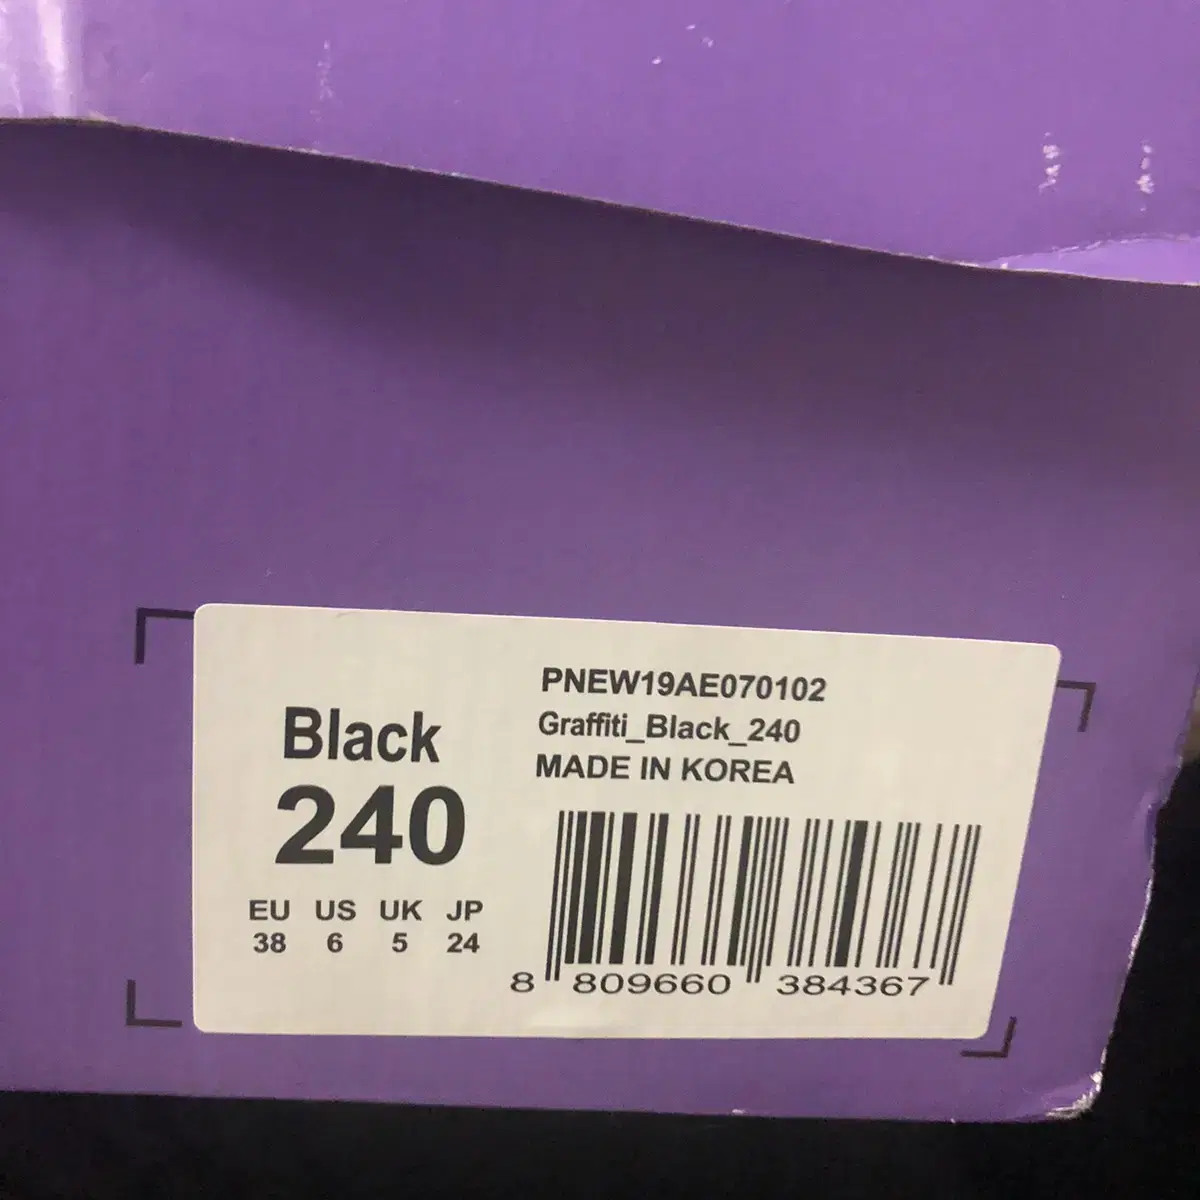 Black
240
EU US UK JP
38 6 5 24
PNEW19AE070102
Graffiti_Black_240
MADE IN KOREA
8 809660 384367